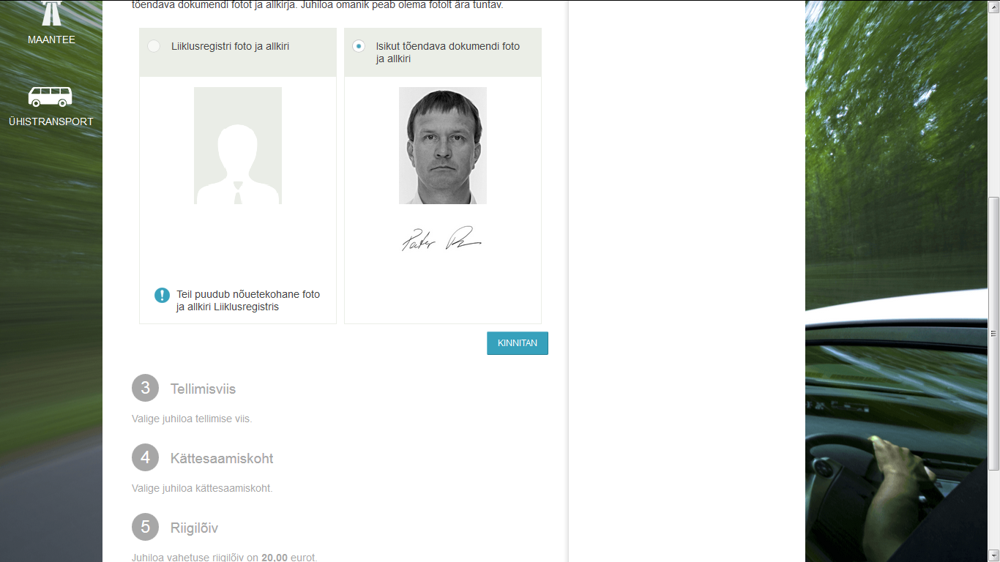 tõendava dokumendi fotot ja allkirja. Juhiloa omanik peab olema fotolt ära tuntav.
MAANTEE
ÜHISTRANSPORT
Liiklusregistri foto ja allkiri
Isikut tõendava dokumendi foto
ja allkiri
Teil puudub nõuetekohane foto
ja allkiri Liiklusregistris
KINNITAN
3 Tellimisviis
Valige juhiloa tellimise viis.
4 Kättesaamiskoht
Valige juhiloa kättesaamiskoht.
5 Riigilõiv
Juhiloa vahetuse riigilõiv on 20,00 eurot.